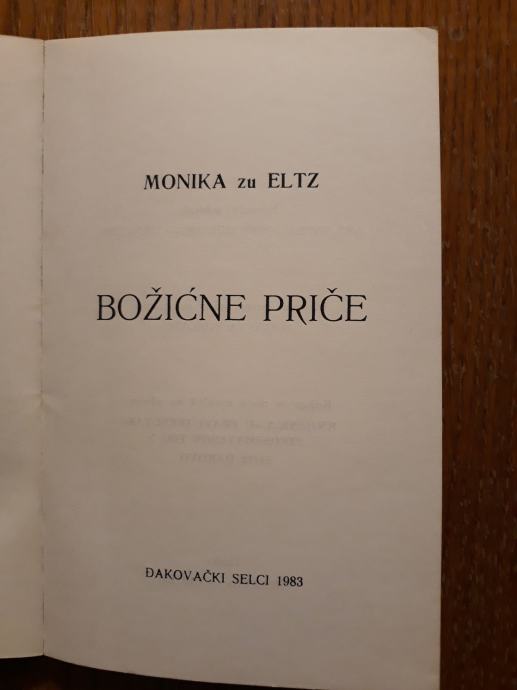 MONIKA zu ELTZ
BOŽIĆNE PRIČE
ĐAKOVAČKI SELCI 1983